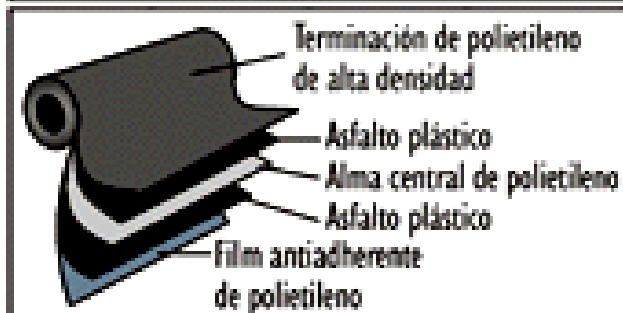 Terminación de polietileno
de alta densidad
Asfalto plástico
Alma central de polietileno
Asfalto plástico
Film antiadherente
de polietileno